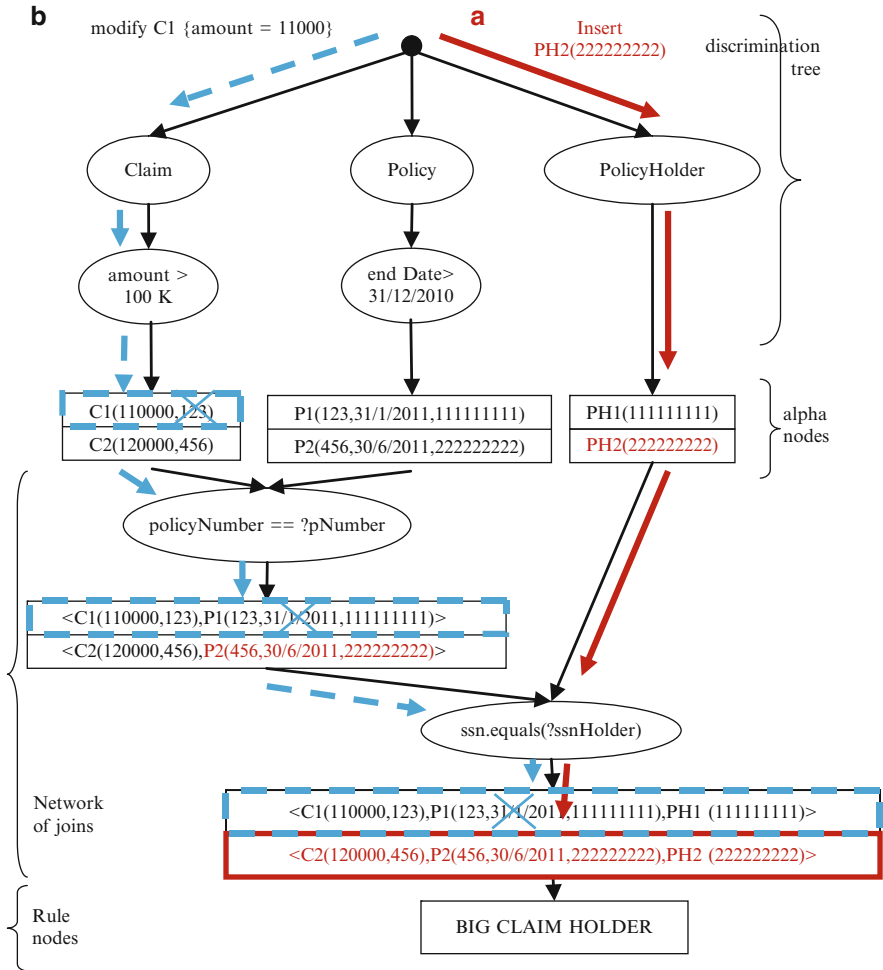 b
modify C1 {amount = 11000}
a
Insert
PH2(222222222)
discrimination
tree
Claim
Policy
PolicyHolder
amount >
100 K
end Date>
31/12/2010
C1(110000,123)
C2(120000,456)
P1(123,31/1/2011,111111111)
P2(456,30/6/2011,222222222)
PH1(111111111)
PH2(222222222)
alpha
nodes
policyNumber == ?pNumber
<C1(110000,123),P1(123,31/1/2011,111111111)>
<C2(120000,456),P2(456,30/6/2011,222222222)>
ssn.equals(?ssnHolder)
Network
of joins
<C1(110000,123),P1(123,31/1/2011,111111111),PH1 (111111111)>
<C2(120000,456),P2(456,30/6/2011,222222222),PH2 (222222222)>
Rule
nodes
BIG CLAIM HOLDER